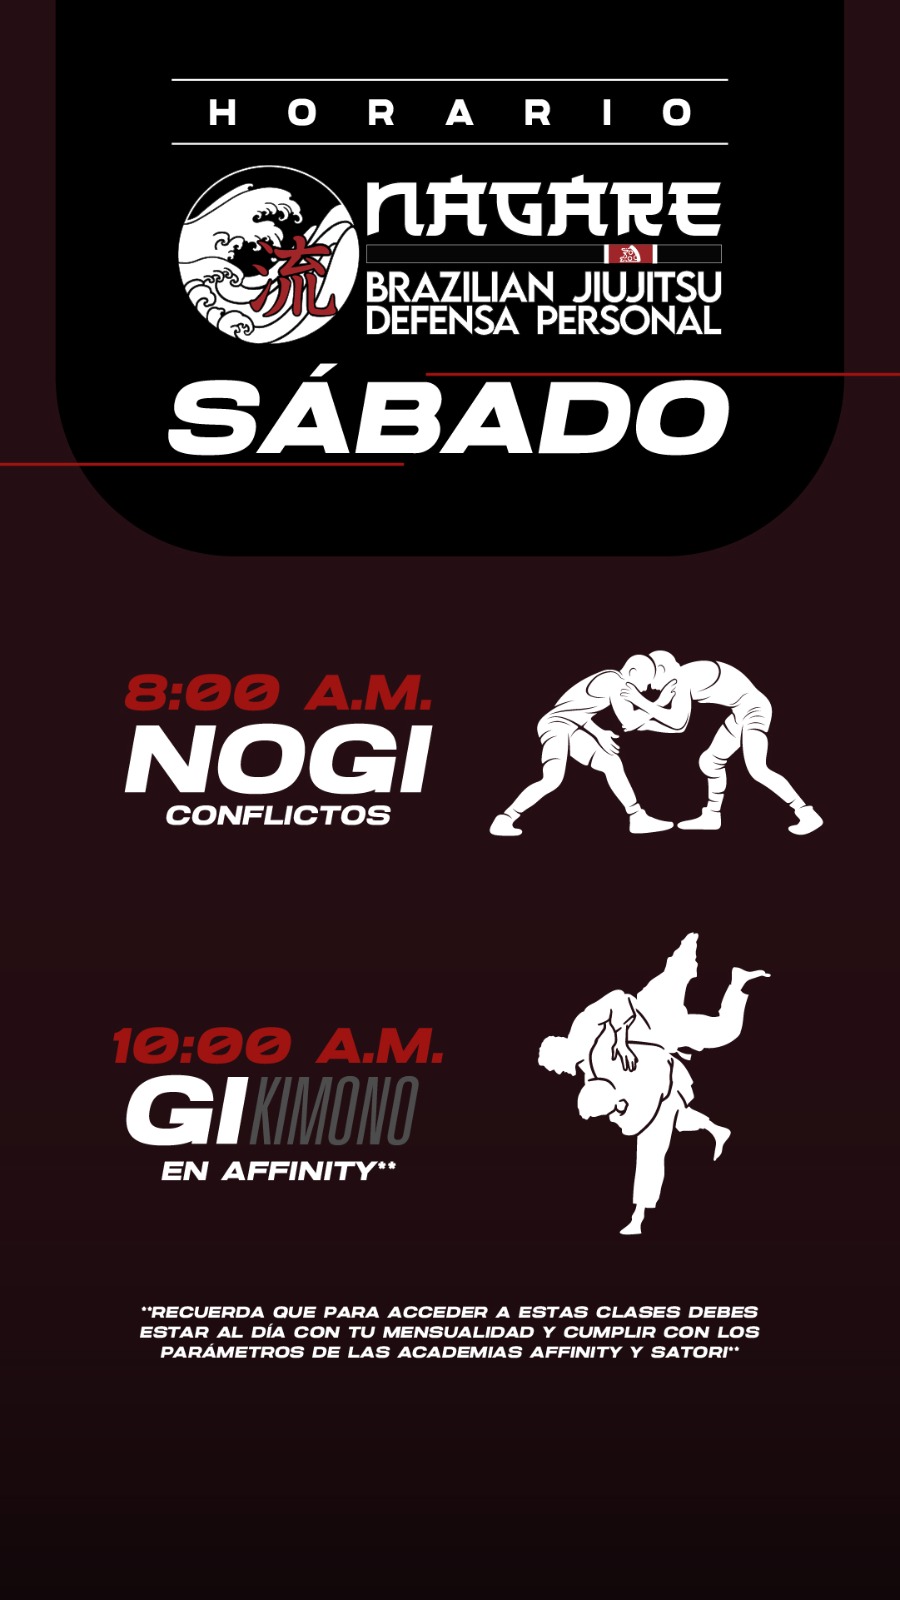 HORARIO
流
NAGARE
BRAZILIAN JIUJITSU
DEFENSA PERSONAL
SÁBADO
8:00 A.M.
NOGI
CONFLICTOS
10:00 A.M.
GI KIMONO
EN AFFINITY**
**RECUERDA QUE PARA ACCEDER A ESTAS CLASES DEBES
ESTAR AL DÍA CON TU MENSUALIDAD Y CUMPLIR CON LOS
PARÁMETROS DE LAS ACADEMIAS AFFINITY Y SATORI**